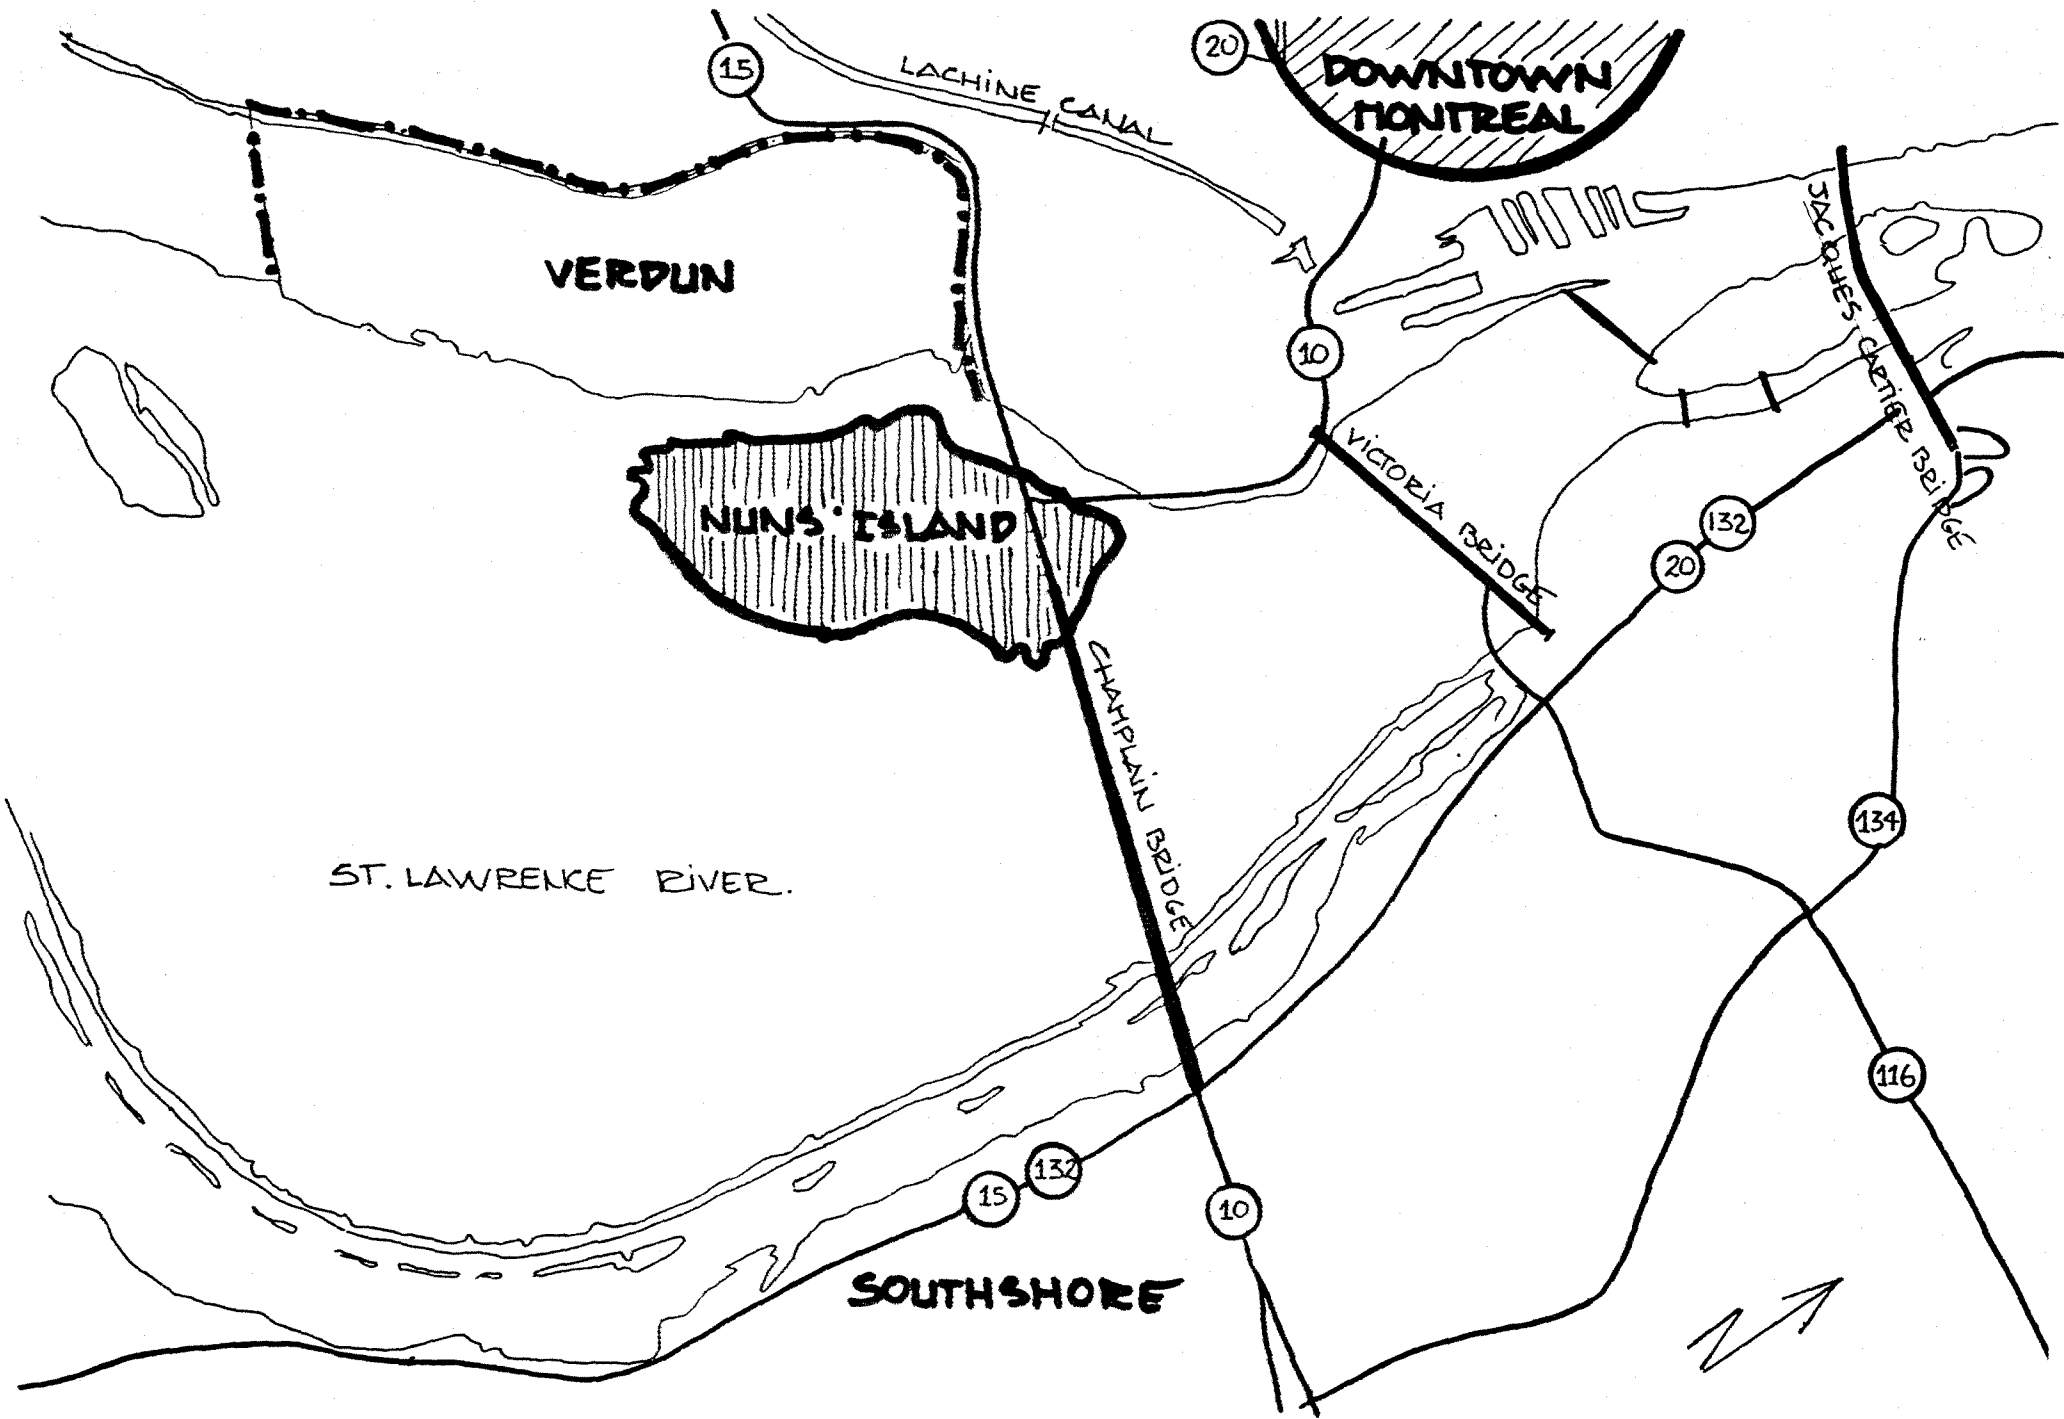 15
LACHINE CANAL
20
DOWNTOWN
MONTREAL
JACQUES CARTIER BRIDGE
VERDUN
10
VICTORIA BRIDGE
NUNS' ISLAND
132
20
CHAMPLAIN BRIDGE
134
ST. LAWRENCE RIVER.
116
132
15
10
SOUTHSHORE
N